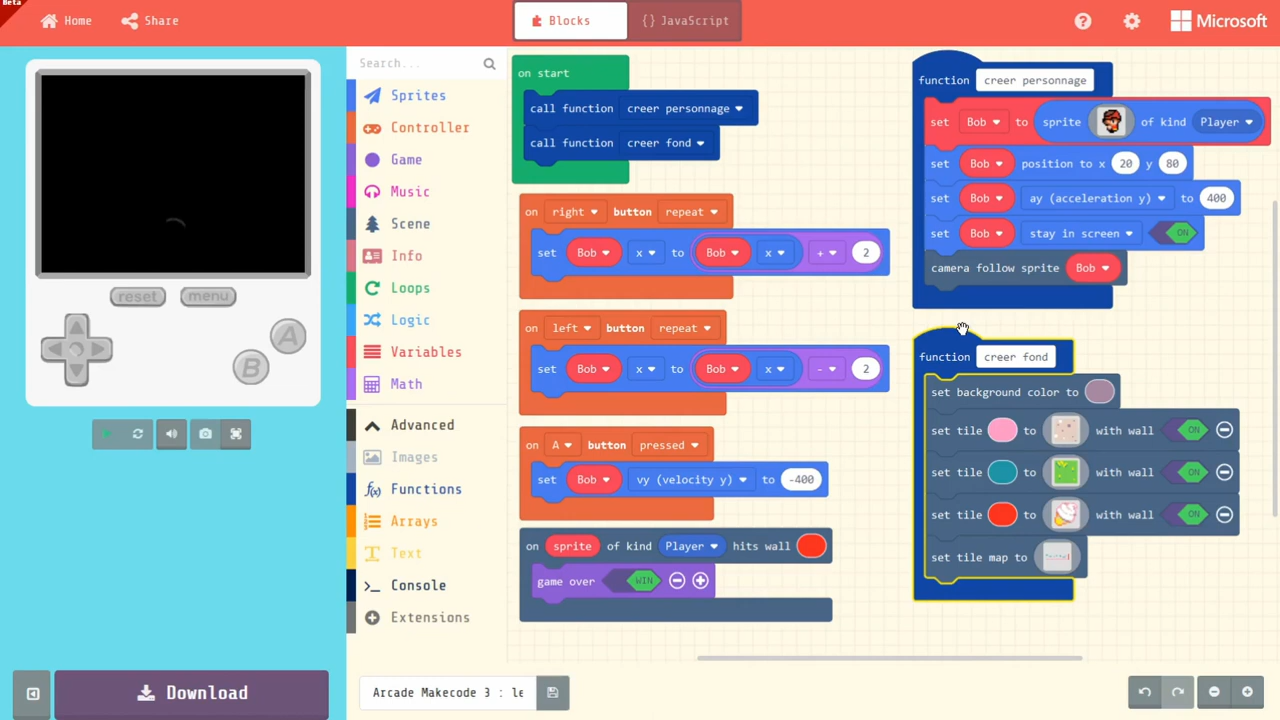 Beta
Home
Share
Blocks
{ } JavaScript
Microsoft
reset
menu
A
B
Download
Search...
Sprites
Controller
Game
Music
Scene
Info
Loops
Logic
Variables
Math
Advanced
Images
Functions
Arrays
Text
Console
Extensions
on start
call function creer personnage
call function creer fond
on right button repeat
set Bob x to Bob x + 2
on left button repeat
set Bob x to Bob x - 2
on A button pressed
set Bob vy (velocity y) to -400
on sprite of kind Player hits wall
game over WIN
function creer personnage
set Bob to sprite of kind Player
set Bob position to x 20 y 80
set Bob ay (acceleration y) to 400
set Bob stay in screen ON
camera follow sprite Bob
function creer fond
set background color to
set tile to with wall ON
set tile to with wall ON
set tile to with wall ON
set tile map to
Arcade Makecode 3 : le